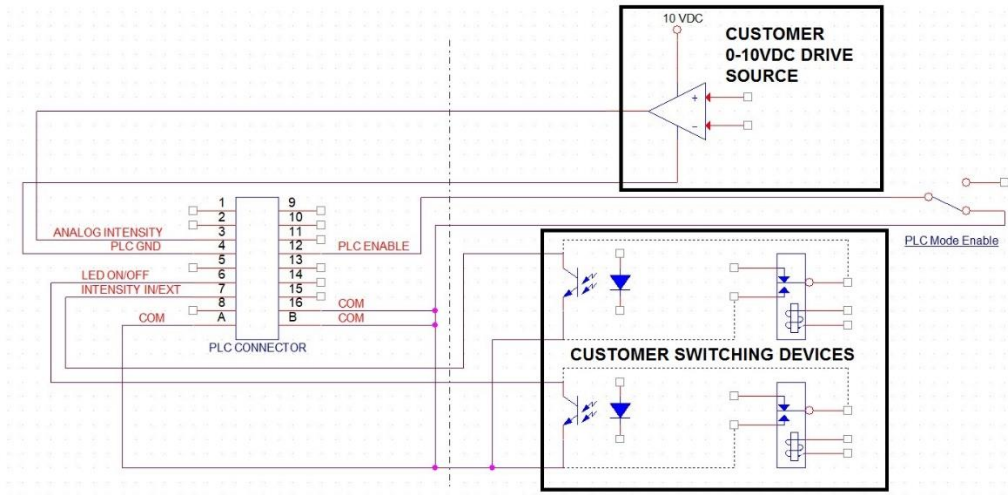 10 VDC
CUSTOMER
0-10VDC DRIVE
SOURCE
+
−
1
9
2
10
ANALOG INTENSITY
3
11
PLC GND
4
12
PLC ENABLE
5
13
LED ON/OFF
6
14
INTENSITY IN/EXT
7
15
8
16
COM
COM
A
B
COM
PLC CONNECTOR
PLC Mode Enable
CUSTOMER SWITCHING DEVICES